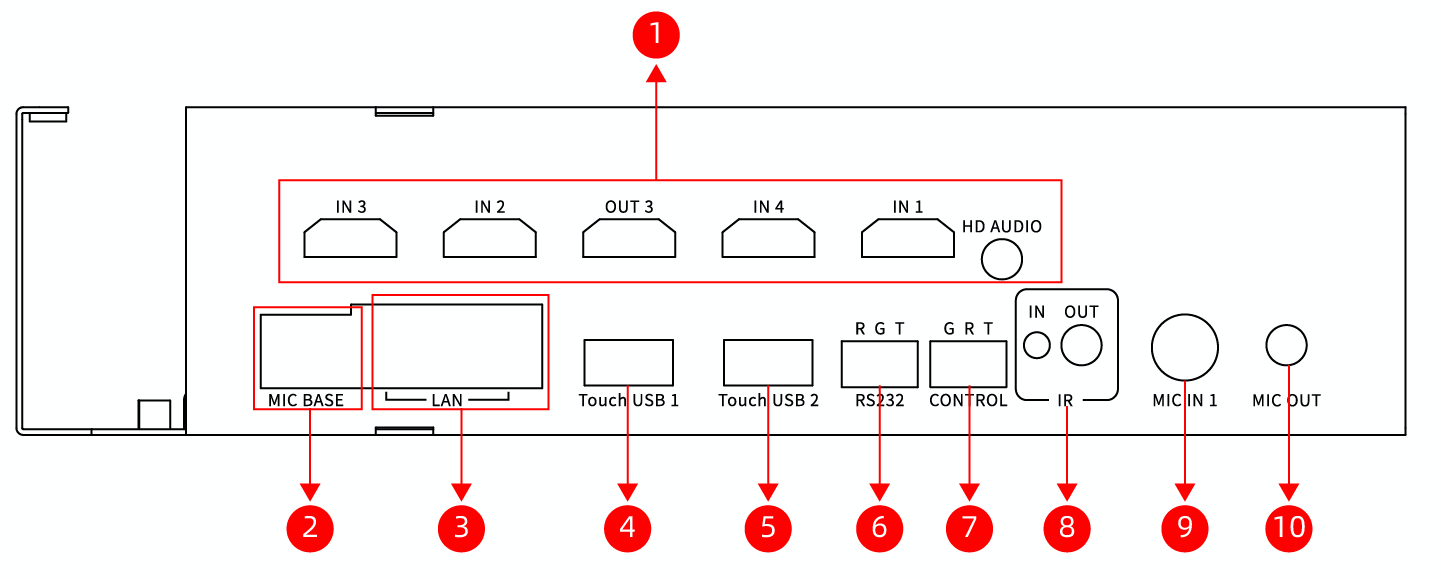 1
IN 3 IN 2 OUT 3 IN 4 IN 1
HD AUDIO
IN OUT
R G T G R T
MIC BASE LAN Touch USB 1 Touch USB 2 RS232 CONTROL IR MIC IN 1 MIC OUT
2 3 4 5 6 7 8 9 10